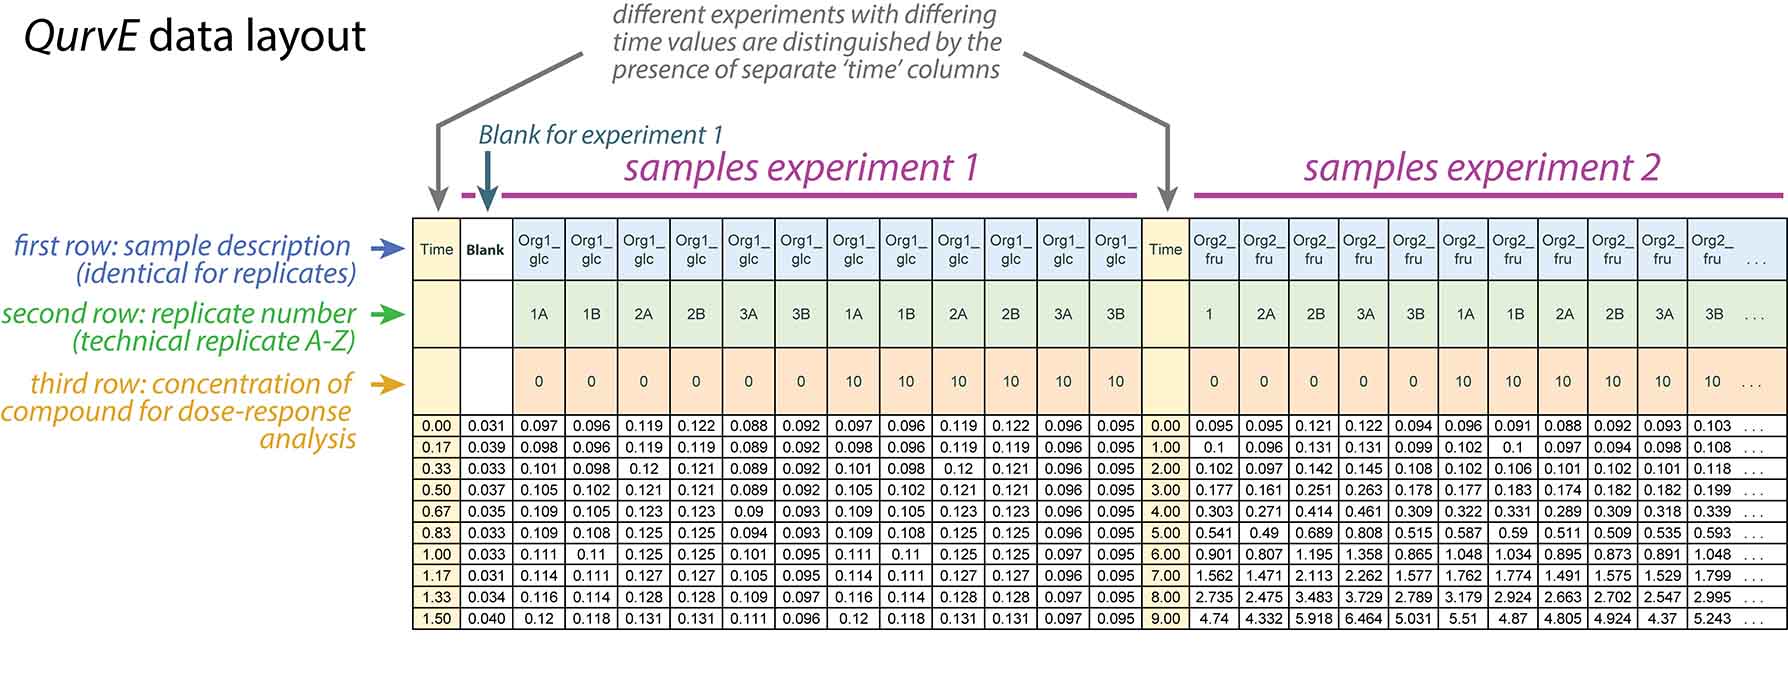 QurvE data layout
different experiments with differing
time values are distinguished by the
presence of separate ‘time’ columns
Blank for experiment 1
samples experiment 1
samples experiment 2
first row: sample description
(identical for replicates)
second row: replicate number
(technical replicate A-Z)
third row: concentration of
compound for dose-response
analysis
Time Blank Org1_ glc Org1_ glc Org1_ glc Org1_ glc Org1_ glc Org1_ glc Org1_ glc Org1_ glc Org1_ glc Org1_ glc Org1_ glc Org1_ glc Time Org2_ fru Org2_ fru Org2_ fru Org2_ fru Org2_ fru Org2_ fru Org2_ fru Org2_ fru Org2_ fru Org2_ fru Org2_ fru ...
1A 1B 2A 2B 3A 3B 1A 1B 2A 2B 3A 3B 1 2A 2B 3A 3B 1A 1B 2A 2B 3A 3B ...
0 0 0 0 0 0 10 10 10 10 10 10 0 0 0 0 0 10 10 10 10 10 10 ...
0.00 0.031 0.097 0.096 0.119 0.122 0.088 0.092 0.097 0.096 0.119 0.122 0.096 0.095 0.00 0.095 0.095 0.121 0.122 0.094 0.096 0.091 0.088 0.092 0.093 0.103 ...
0.17 0.039 0.098 0.096 0.119 0.119 0.089 0.092 0.098 0.096 0.119 0.119 0.096 0.095 1.00 0.1 0.096 0.131 0.131 0.099 0.102 0.1 0.097 0.094 0.098 0.108 ...
0.33 0.033 0.101 0.098 0.12 0.121 0.089 0.092 0.101 0.098 0.12 0.121 0.096 0.095 2.00 0.102 0.097 0.142 0.145 0.108 0.102 0.106 0.101 0.102 0.101 0.118 ...
0.50 0.037 0.105 0.102 0.121 0.121 0.089 0.092 0.105 0.102 0.121 0.121 0.096 0.095 3.00 0.177 0.161 0.251 0.263 0.178 0.177 0.183 0.174 0.182 0.182 0.199 ...
0.67 0.035 0.109 0.105 0.123 0.123 0.09 0.093 0.109 0.105 0.123 0.123 0.096 0.095 4.00 0.303 0.271 0.414 0.461 0.309 0.322 0.331 0.289 0.309 0.318 0.339 ...
0.83 0.033 0.109 0.108 0.125 0.125 0.094 0.093 0.109 0.108 0.125 0.125 0.096 0.095 5.00 0.541 0.49 0.689 0.808 0.515 0.587 0.59 0.511 0.509 0.535 0.593 ...
1.00 0.033 0.111 0.11 0.125 0.125 0.101 0.095 0.111 0.11 0.125 0.125 0.097 0.095 6.00 0.901 0.807 1.195 1.358 0.865 1.048 1.034 0.895 0.873 0.891 1.048 ...
1.17 0.031 0.114 0.111 0.127 0.127 0.105 0.095 0.114 0.111 0.127 0.127 0.096 0.095 7.00 1.562 1.471 2.113 2.262 1.577 1.762 1.774 1.491 1.575 1.529 1.799 ...
1.33 0.034 0.116 0.114 0.128 0.128 0.109 0.097 0.116 0.114 0.128 0.128 0.097 0.095 8.00 2.735 2.475 3.483 3.729 2.789 3.179 2.924 2.663 2.702 2.547 2.995 ...
1.50 0.040 0.12 0.118 0.131 0.131 0.111 0.096 0.12 0.118 0.131 0.131 0.097 0.095 9.00 4.74 4.332 5.918 6.464 5.031 5.51 4.87 4.805 4.924 4.37 5.243 ...